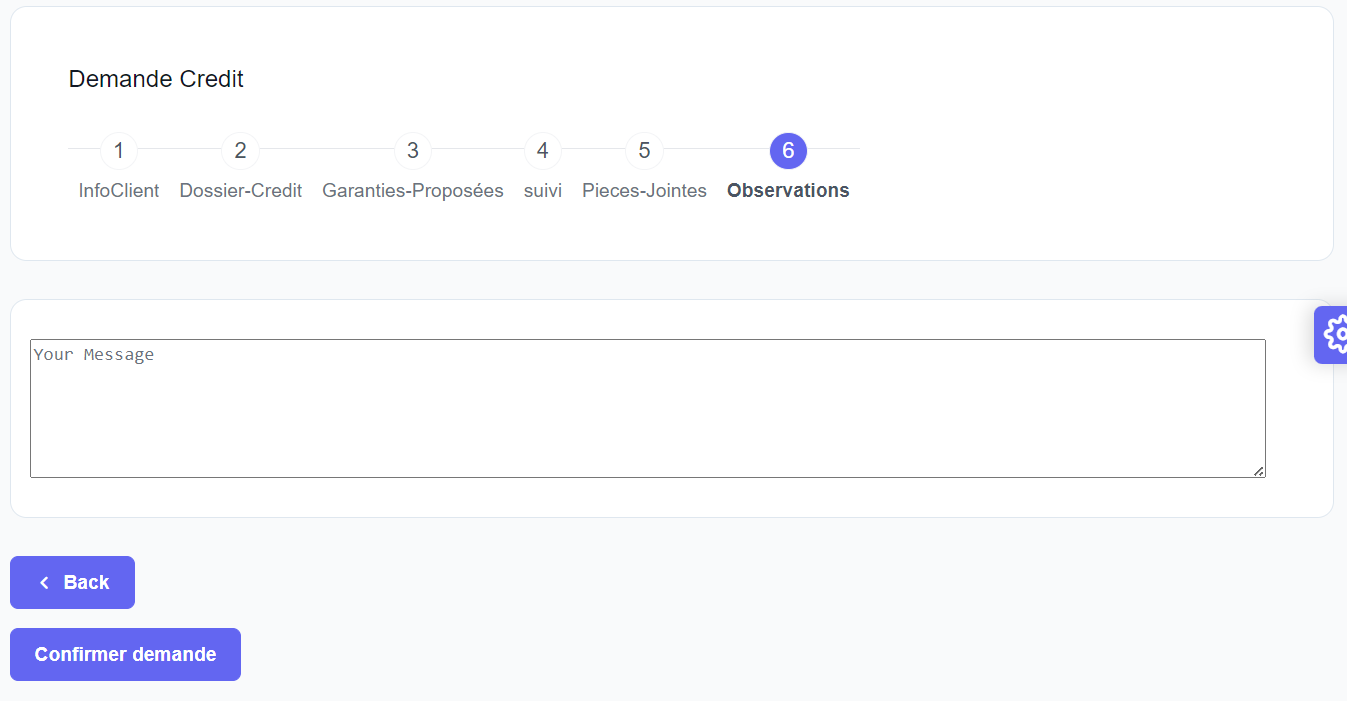 Demande Credit
1 2 3 4 5 6
InfoClient Dossier-Credit Garanties-Proposées suivi Pieces-Jointes Observations
Your Message
Back
Confirmer demande